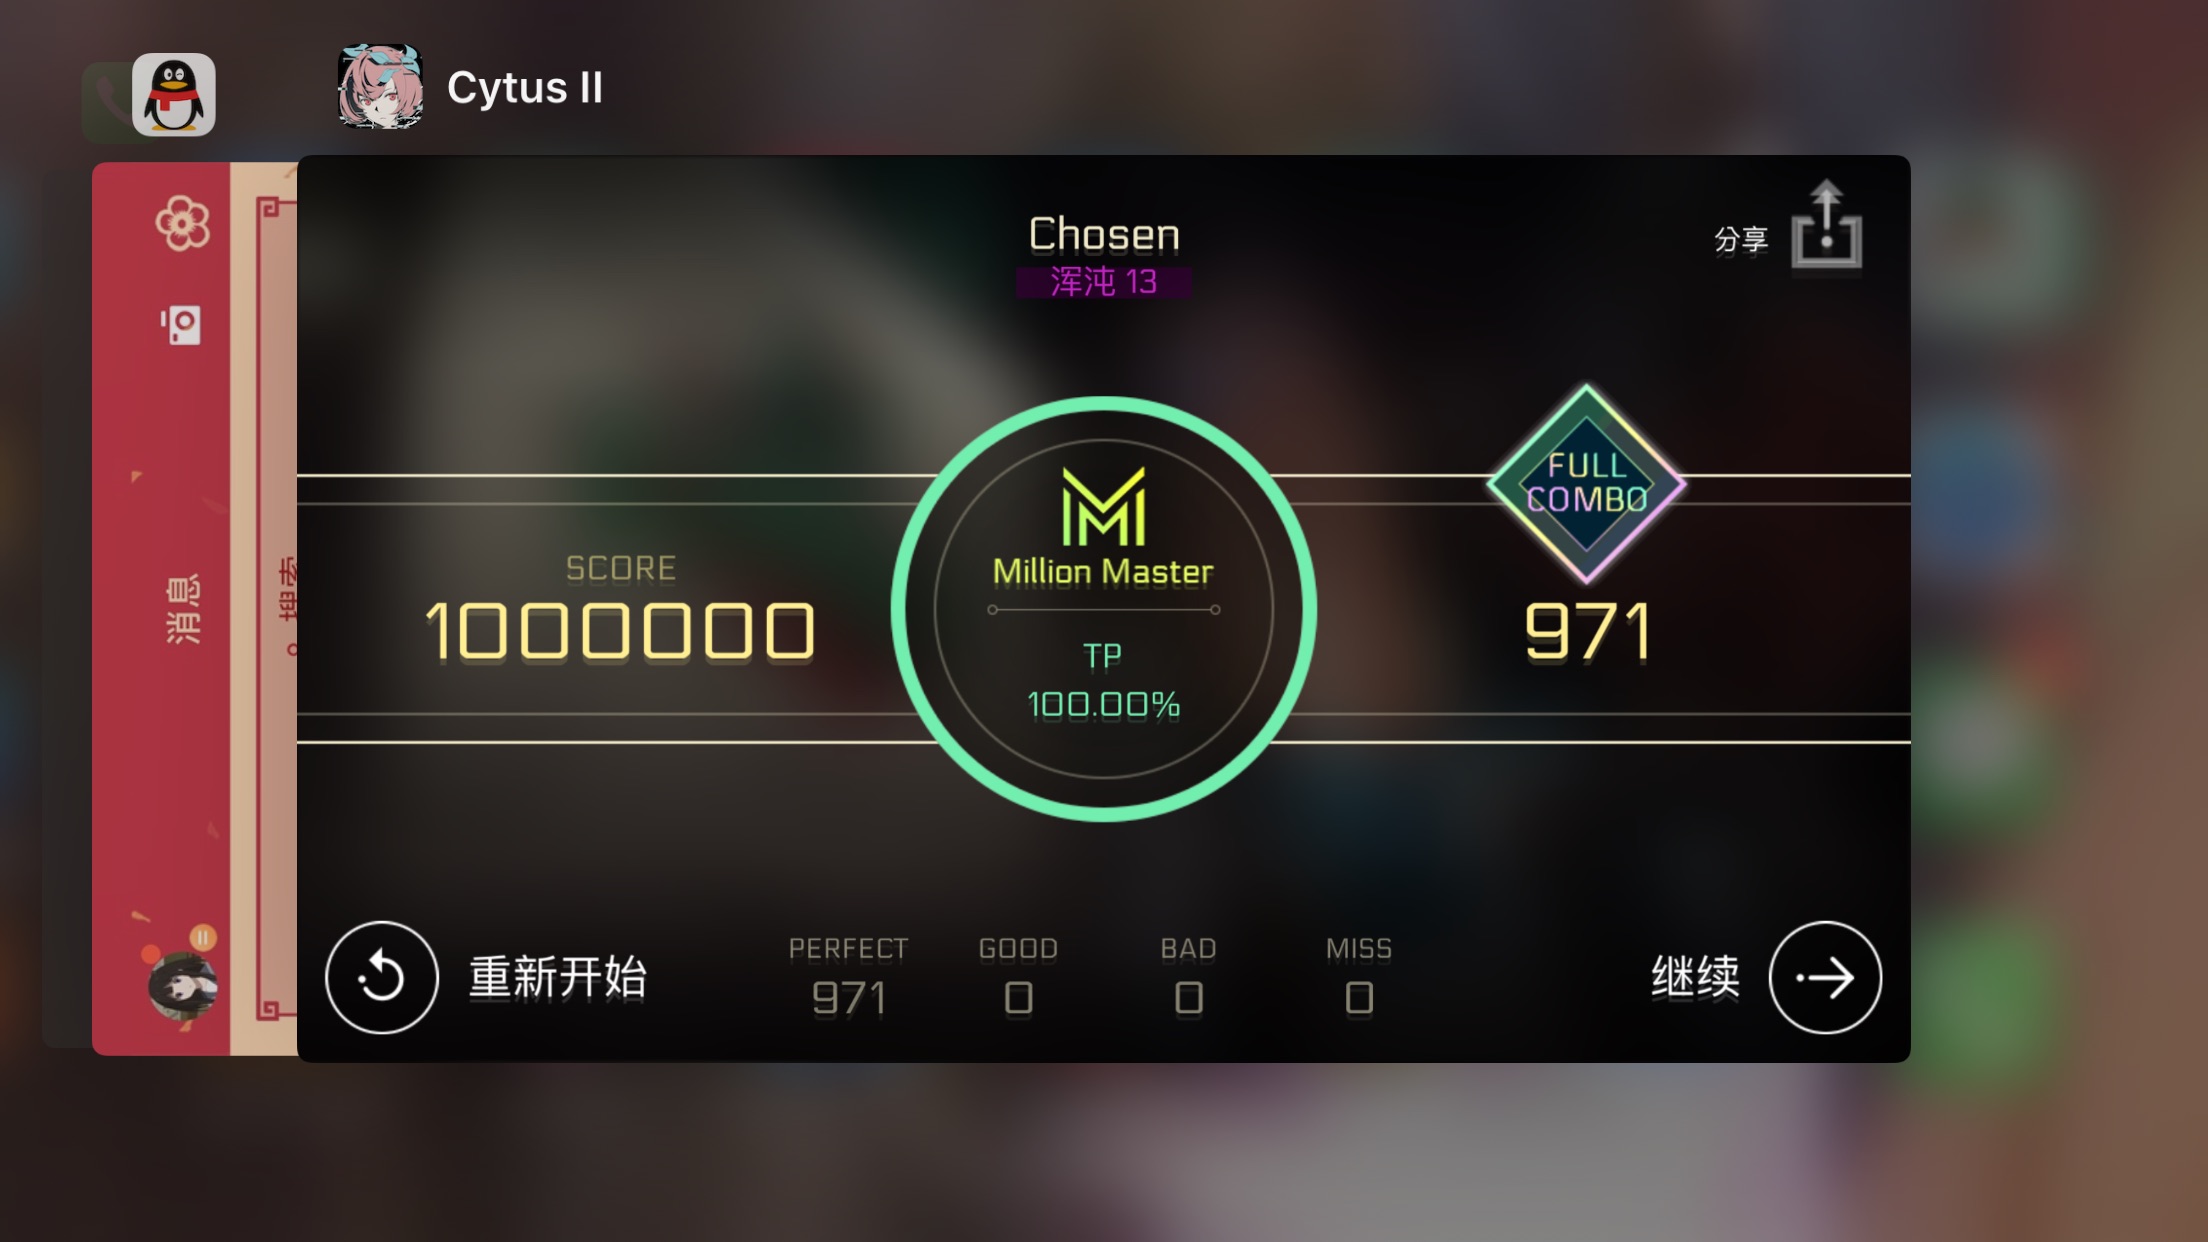 Cytus II
消息
Chosen
浑沌 13
分享
FULL
COMBO
Million Master
SCORE
1000000
971
TP
100.00%
重新开始
PERFECT
GOOD
BAD
MISS
971
0
0
0
继续